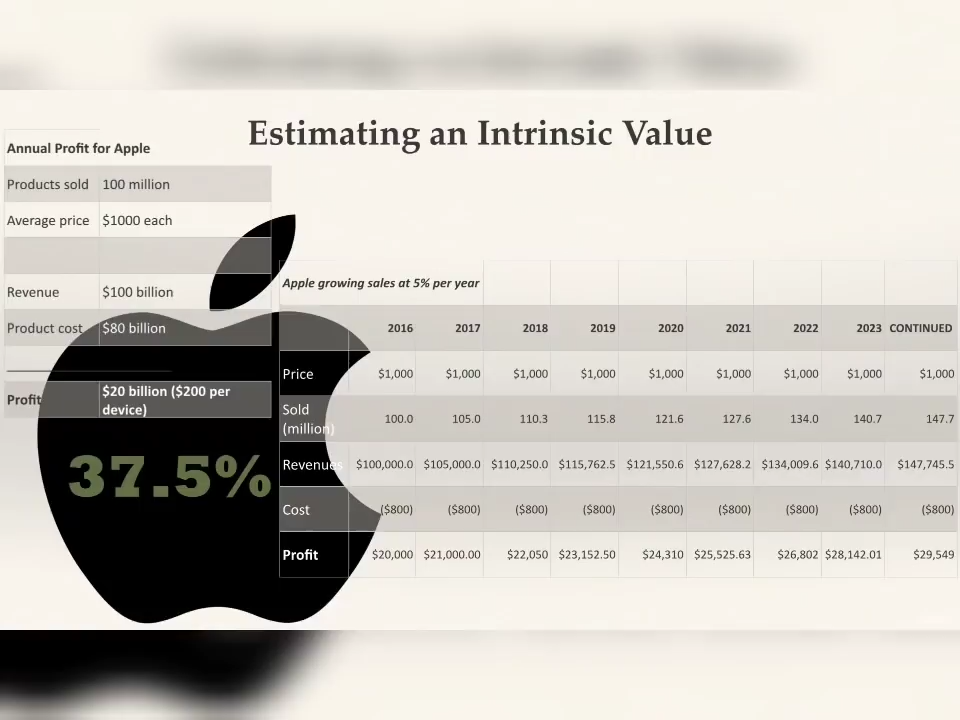 Estimating an Intrinsic Value
Annual Profit for Apple
Products sold 100 million
Average price $1000 each
Revenue $100 billion
Product cost $80 billion
Profit $20 billion ($200 per
device)
37.5%
Apple growing sales at 5% per year
2016 2017 2018 2019 2020 2021 2022 2023 CONTINUED
Price $1,000 $1,000 $1,000 $1,000 $1,000 $1,000 $1,000 $1,000 $1,000
Sold
(million) 100.0 105.0 110.3 115.8 121.6 127.6 134.0 140.7 147.7
Revenues $100,000.0 $105,000.0 $110,250.0 $115,762.5 $121,550.6 $127,628.2 $134,009.6 $140,710.0 $147,745.5
Cost ($800) ($800) ($800) ($800) ($800) ($800) ($800) ($800) ($800)
Profit $20,000 $21,000.00 $22,050 $23,152.50 $24,310 $25,525.63 $26,802 $28,142.01 $29,549